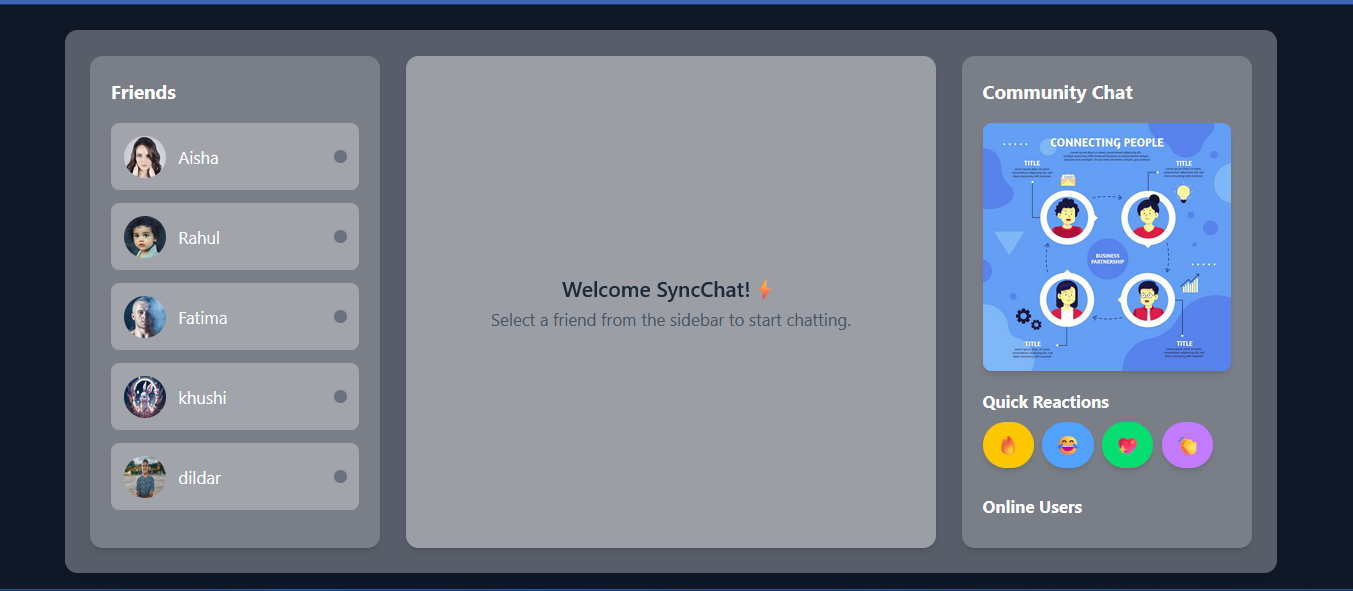 Friends
Aisha
Rahul
Fatima
khushi
dildar
Welcome SyncChat!
Select a friend from the sidebar to start chatting.
Community Chat
CONNECTING PEOPLE
TITLE
TITLE
BUSINESS
PARTNERSHIP
TITLE
TITLE
Quick Reactions
Online Users